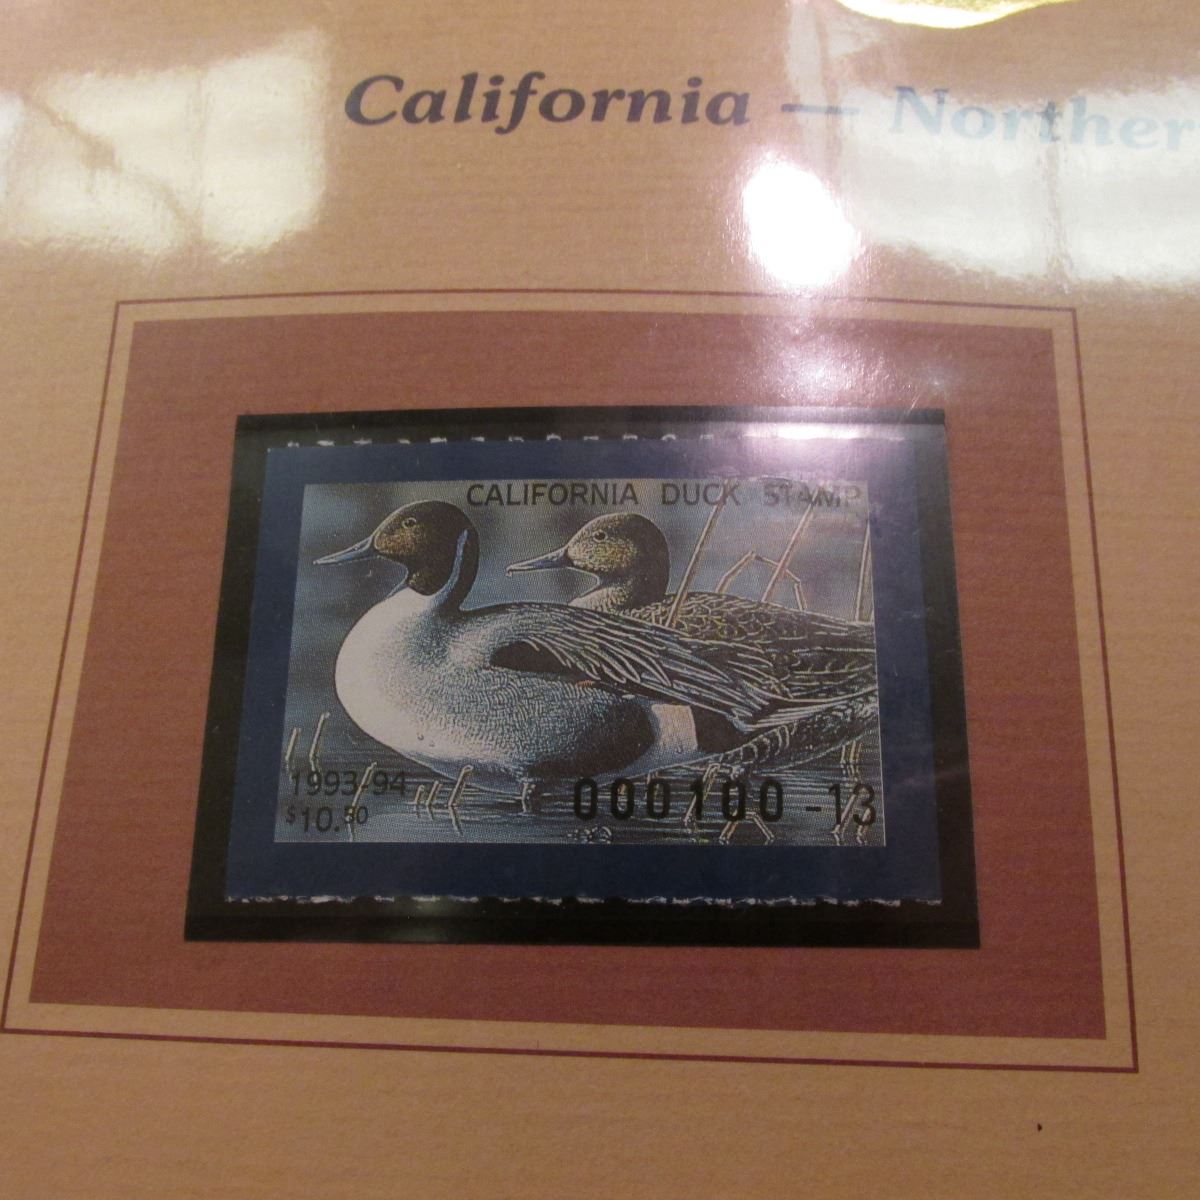 California — Norther
CALIFORNIA DUCK STAMP
1993-94
$10.50
000100 -13